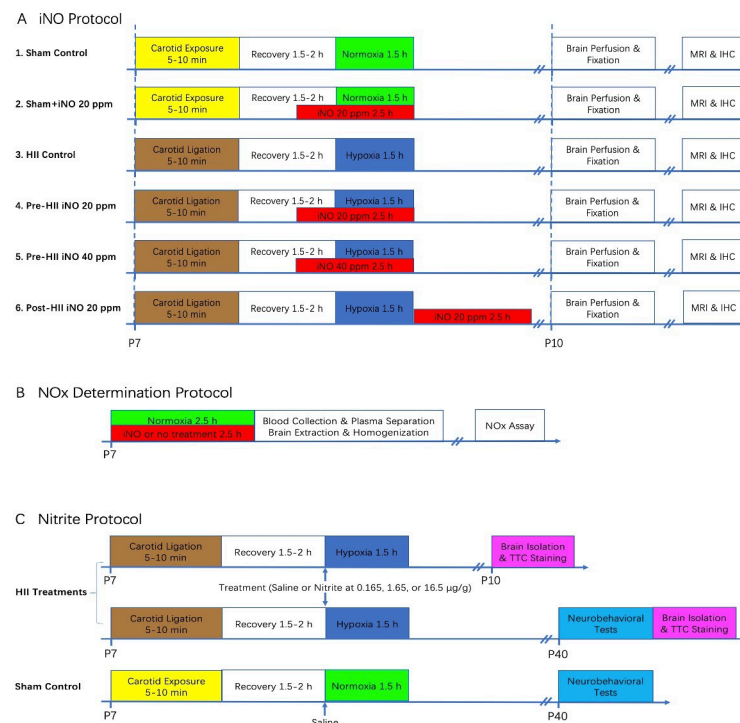 A iNO Protocol
1. Sham Control
Carotid Exposure
5-10 min
Recovery 1.5-2 h
Normoxia 1.5 h
Brain Perfusion &
Fixation
MRI & IHC
2. Sham+iNO 20 ppm
Carotid Exposure
5-10 min
Recovery 1.5-2 h
Normoxia 1.5 h
iNO 20 ppm 2.5 h
Brain Perfusion &
Fixation
MRI & IHC
3. HII Control
Carotid Ligation
5-10 min
Recovery 1.5-2 h
Hypoxia 1.5 h
Brain Perfusion &
Fixation
MRI & IHC
4. Pre-HII iNO 20 ppm
Carotid Ligation
5-10 min
Recovery 1.5-2 h
Hypoxia 1.5 h
iNO 20 ppm 2.5 h
Brain Perfusion &
Fixation
MRI & IHC
5. Pre-HII iNO 40 ppm
Carotid Ligation
5-10 min
Recovery 1.5-2 h
Hypoxia 1.5 h
iNO 40 ppm 2.5 h
Brain Perfusion &
Fixation
MRI & IHC
6. Post-HII iNO 20 ppm
Carotid Ligation
5-10 min
Recovery 1.5-2 h
Hypoxia 1.5 h
iNO 20 ppm 2.5 h
Brain Perfusion &
Fixation
MRI & IHC
P7
P10
B NOx Determination Protocol
Normoxia 2.5 h
iNO or no treatment 2.5 h
Blood Collection & Plasma Separation
Brain Extraction & Homogenization
NOx Assay
P7
C Nitrite Protocol
HII Treatments
Carotid Ligation
5-10 min
Recovery 1.5-2 h
Hypoxia 1.5 h
Brain Isolation
& TTC Staining
P7
P10
Treatment (Saline or Nitrite at 0.165, 1.65, or 16.5 μg/g)
Carotid Ligation
5-10 min
Recovery 1.5-2 h
Hypoxia 1.5 h
Neurobehavioral
Tests
Brain Isolation
& TTC Staining
P7
P40
Sham Control
Carotid Exposure
5-10 min
Recovery 1.5-2 h
Normoxia 1.5 h
Neurobehavioral
Tests
P7
P40
Saline